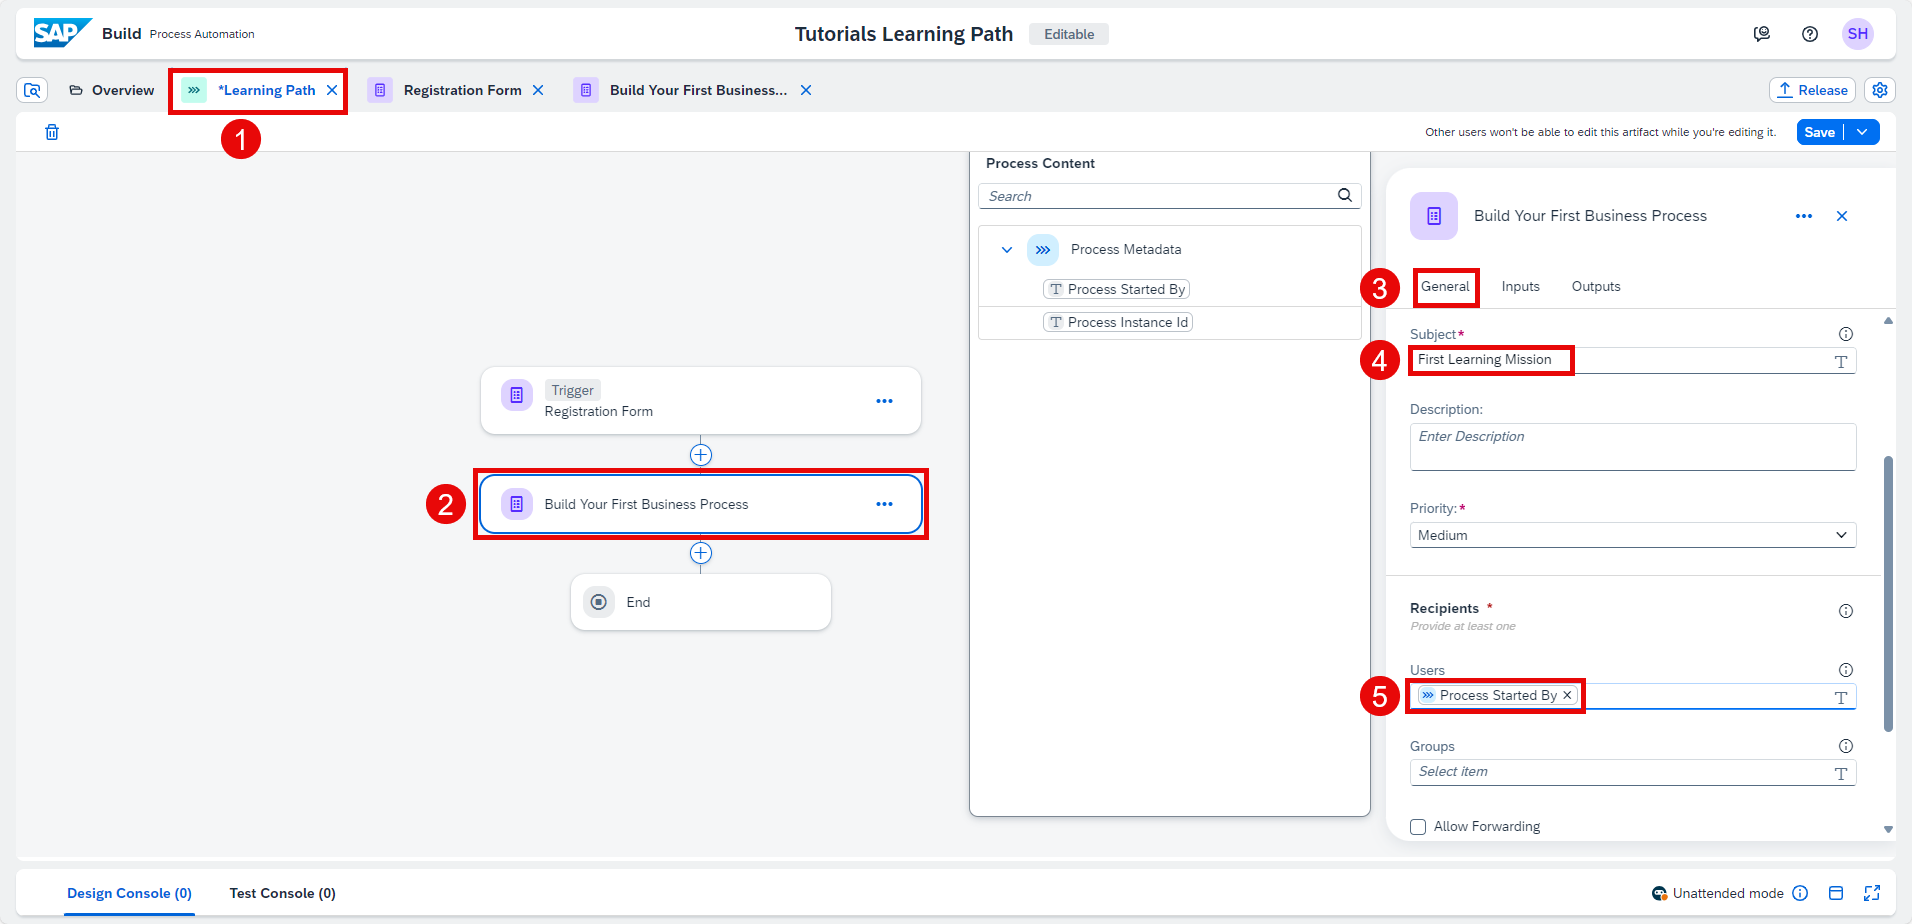 SAP Build Process Automation
Tutorials Learning Path Editable
SH
Overview
*Learning Path
Registration Form
Build Your First Business...
Release
1
Other users won't be able to edit this artifact while you're editing it.
Save
Process Content
Search
Process Metadata
T Process Started By
T Process Instance Id
Trigger
Registration Form
2
Build Your First Business Process
End
Build Your First Business Process
3
General Inputs Outputs
Subject*
4
First Learning Mission
T
Description:
Enter Description
Priority:*
Medium
Recipients *
Provide at least one
Users
5
Process Started By
T
Groups
Select item
T
Allow Forwarding
Design Console (0) Test Console (0)
Unattended mode